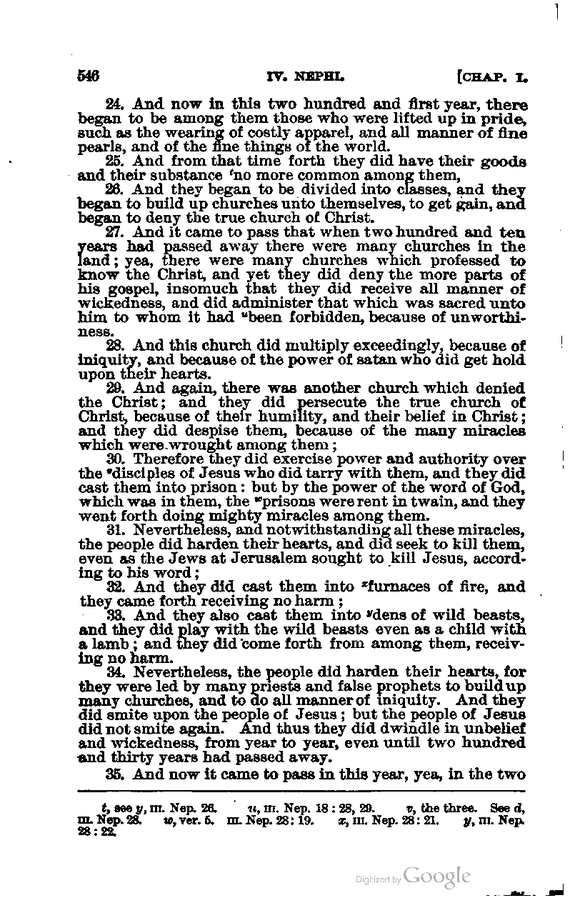 546 IV. NEPHI. [CHAP. I.
24. And now in this two hundred and first year, there
began to be among them those who were lifted up in pride,
such as the wearing of costly apparel, and all manner of fine
pearls, and of the fine things of the world.
25. And from that time forth they did have their goods
and their substance ᵗno more common among them,
26. And they began to be divided into classes, and they
began to build up churches unto themselves, to get gain, and
began to deny the true church of Christ.
27. And it came to pass that when two hundred and ten
years had passed away there were many churches in the
land; yea, there were many churches which professed to
know the Christ, and yet they did deny the more parts of
his gospel, insomuch that they did receive all manner of
wickedness, and did administer that which was sacred unto
him to whom it had ᵘbeen forbidden, because of unworthi-
ness.
28. And this church did multiply exceedingly, because of
iniquity, and because of the power of satan who did get hold
upon their hearts.
29. And again, there was another church which denied
the Christ; and they did persecute the true church of
Christ, because of their humility, and their belief in Christ;
and they did despise them, because of the many miracles
which were wrought among them;
30. Therefore they did exercise power and authority over
the ᵛdisciples of Jesus who did tarry with them, and they did
cast them into prison: but by the power of the word of God,
which was in them, the ʷprisons were rent in twain, and they
went forth doing mighty miracles among them.
31. Nevertheless, and notwithstanding all these miracles,
the people did harden their hearts, and did seek to kill them,
even as the Jews at Jerusalem sought to kill Jesus, accord-
ing to his word;
32. And they did cast them into ˣfurnaces of fire, and
they came forth receiving no harm;
33. And they also cast them into ʸdens of wild beasts,
and they did play with the wild beasts even as a child with
a lamb; and they did come forth from among them, receiv-
ing no harm.
34. Nevertheless, the people did harden their hearts, for
they were led by many priests and false prophets to build up
many churches, and to do all manner of iniquity. And they
did smite upon the people of Jesus; but the people of Jesus
did not smite again. And thus they did dwindle in unbelief
and wickedness, from year to year, even until two hundred
and thirty years had passed away.
35. And now it came to pass in this year, yea, in the two
t, see y, III. Nep. 26. u, III. Nep. 18:28, 29. v, the three. See d,
III. Nep. 28. w, ver. 5. III. Nep. 28:19. x, III. Nep. 28:21. y, III. Nep.
28:22.
Digitized by Google